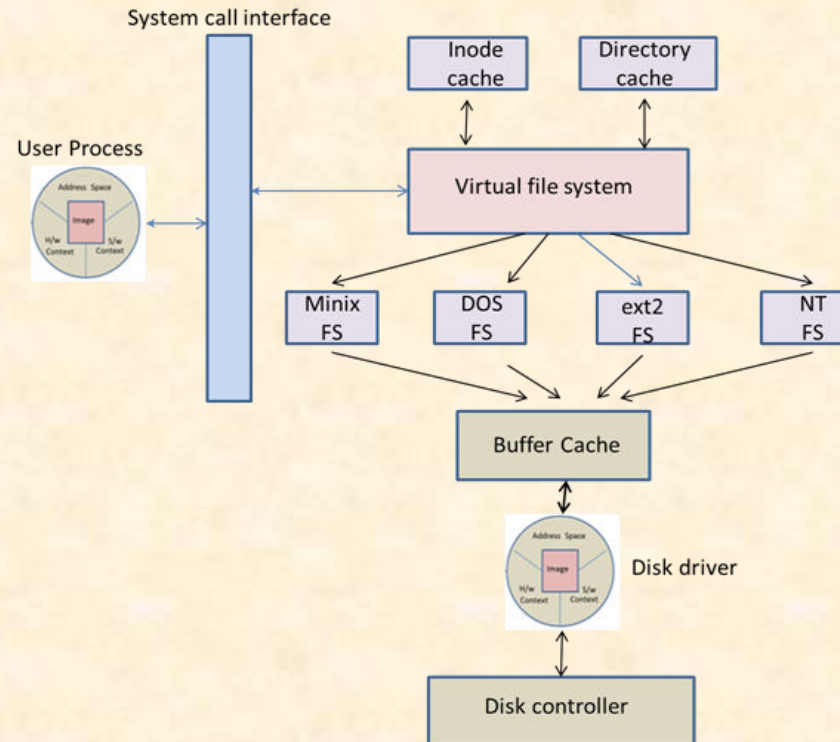 System call interface
Inode
cache
Directory
cache
User Process
Address Space
Image
H/w
Context
S/w
Context
Virtual file system
Minix
FS
DOS
FS
ext2
FS
NT
FS
Buffer Cache
Address Space
Image
H/w
Context
S/w
Context
Disk driver
Disk controller